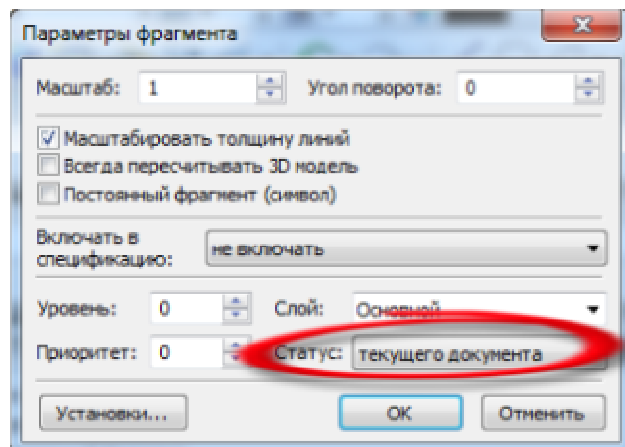 Параметры фрагмента
Масштаб: 1 Угол поворота: 0
Масштабировать толщину линий
Всегда пересчитывать 3D модель
Постоянный фрагмент (символ)
Включать в
спецификацию: не включать
Уровень: 0 Слой: Основной
Приоритет: 0 Статус: текущего документа
Установки... ОК Отменить